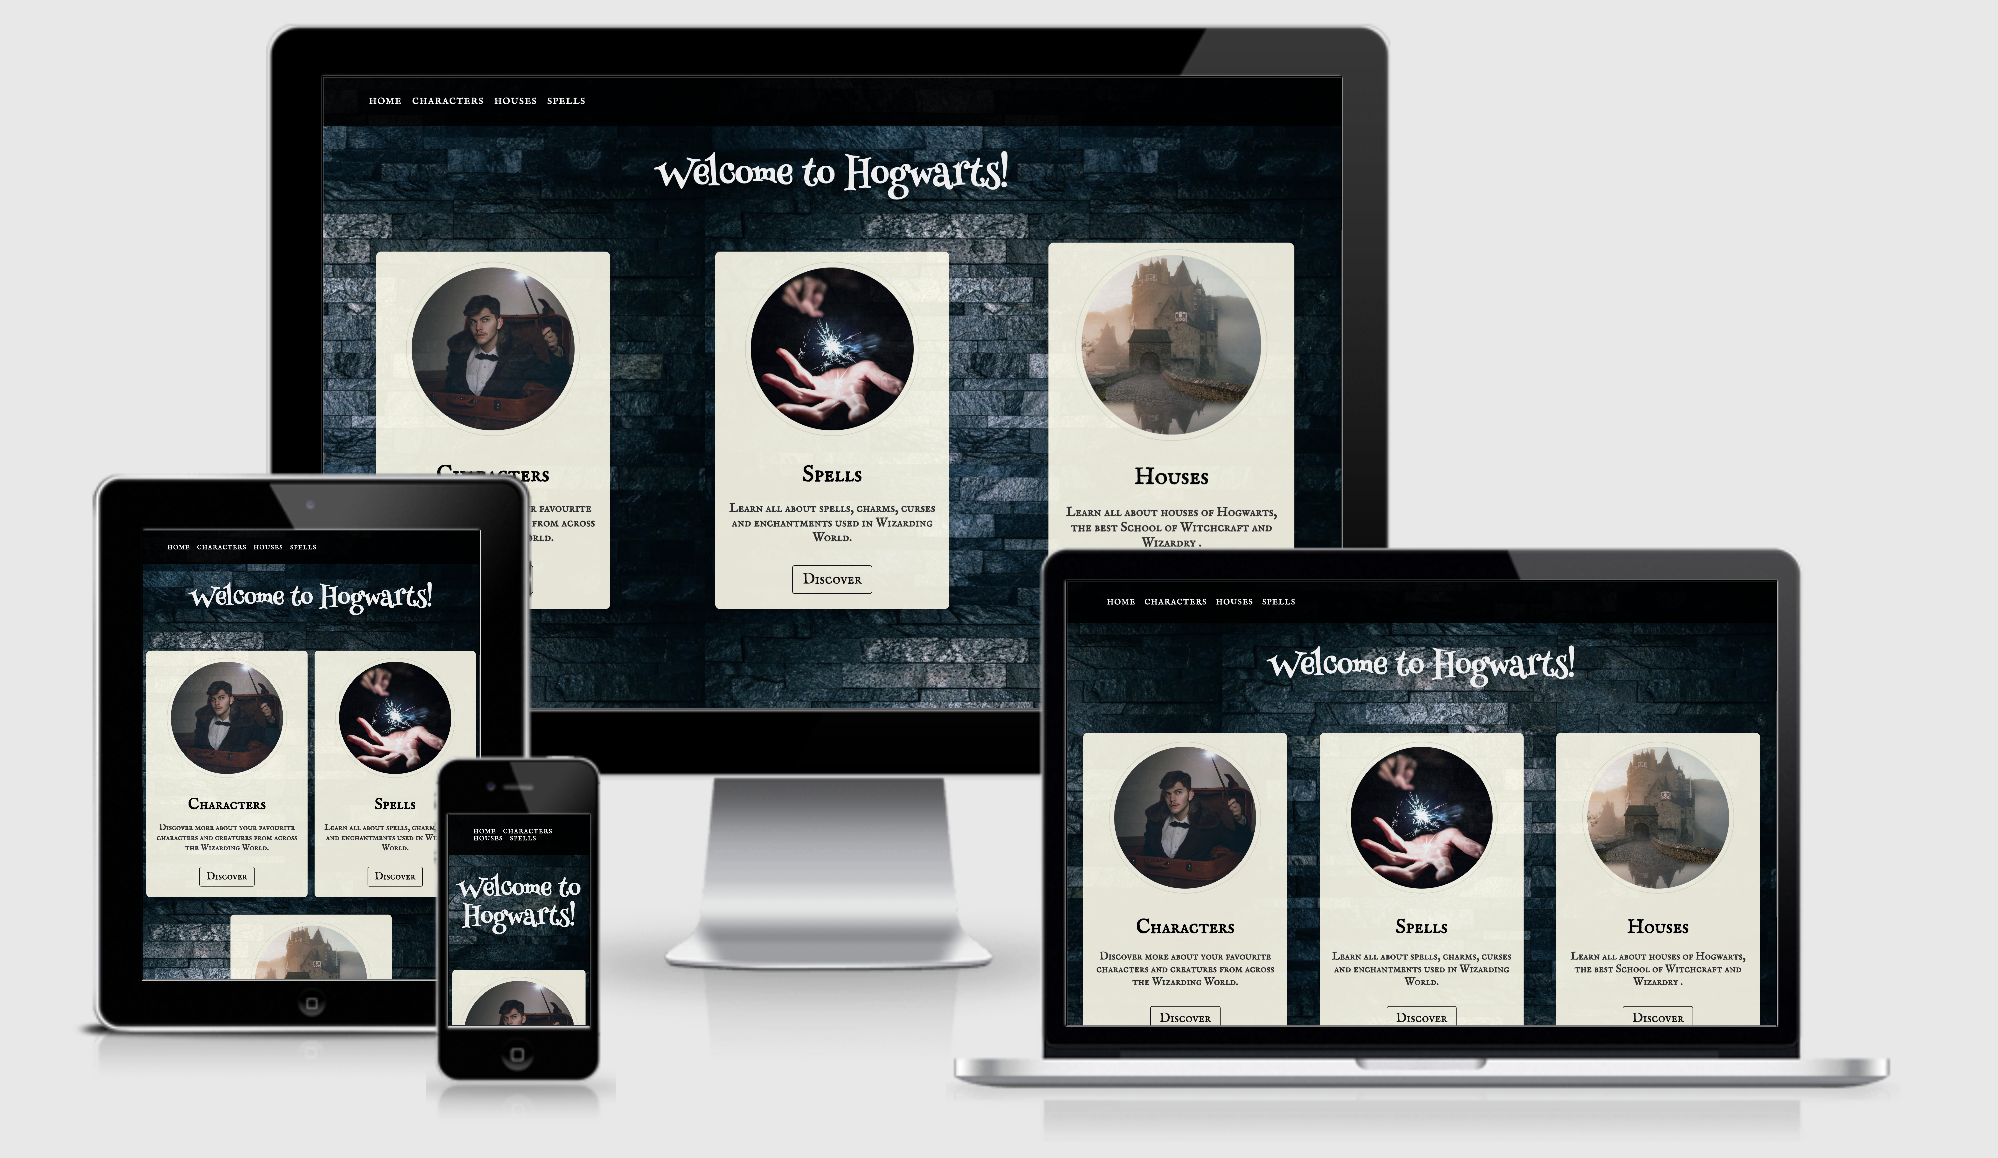 HOME CHARACTERS HOUSES SPELLS
Welcome to Hogwarts!
Characters
R FAVOURITE
FROM ACROSS
Spells
Learn all about spells, charms, curses
and enchantments used in Wizarding
World.
Discover
Houses
Learn all about houses of Hogwarts,
the best School of Witchcraft and
Wizardry .
HOME CHARACTERS HOUSES SPELLS
Welcome to Hogwarts!
Characters
Discover more about your favourite
characters and creatures from across
the Wizarding World.
Discover
Spells
Learn all about spells, charm
and enchantments used in Wi
World.
Discover
HOME CHARACTERS
HOUSES SPELLS
Welcome to
Hogwarts!
HOME CHARACTERS HOUSES SPELLS
Welcome to Hogwarts!
Characters
Discover more about your favourite
characters and creatures from across
the Wizarding World.
Discover
Spells
Learn all about spells, charms, curses
and enchantments used in Wizarding
World.
Discover
Houses
Learn all about houses of Hogwarts,
the best School of Witchcraft and
Wizardry .
Discover